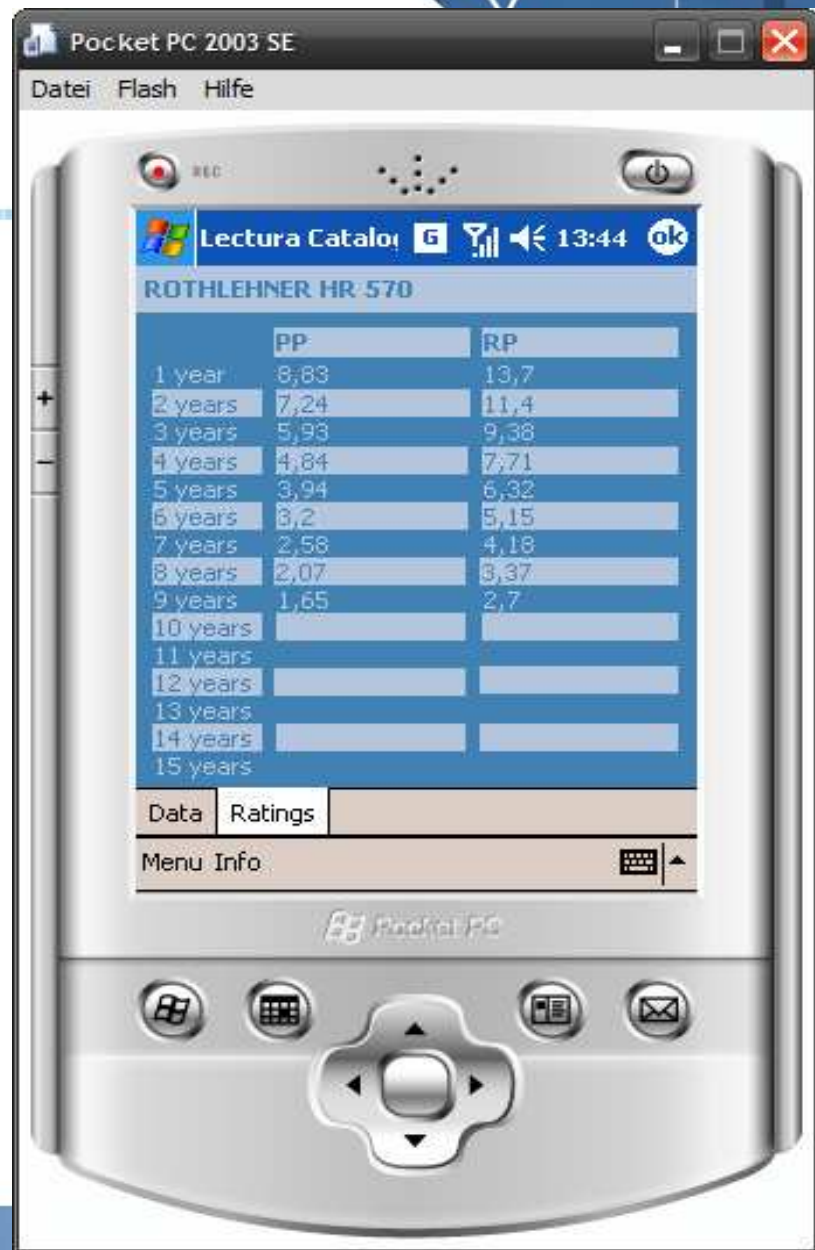 Pocket PC 2003 SE
Datei Flash Hilfe
REC
Lectura Catalo G 13:44 ok
ROTHLEHNER HR 570
PP RP
1 year 8,83 13,7
2 years 7,24 11,4
3 years 5,93 9,38
4 years 4,84 7,71
5 years 3,94 6,32
6 years 3,2 5,15
7 years 2,58 4,18
8 years 2,07 3,37
9 years 1,65 2,7
10 years
11 years
12 years
13 years
14 years
15 years
Data Ratings
Menu Info
Pocket PC